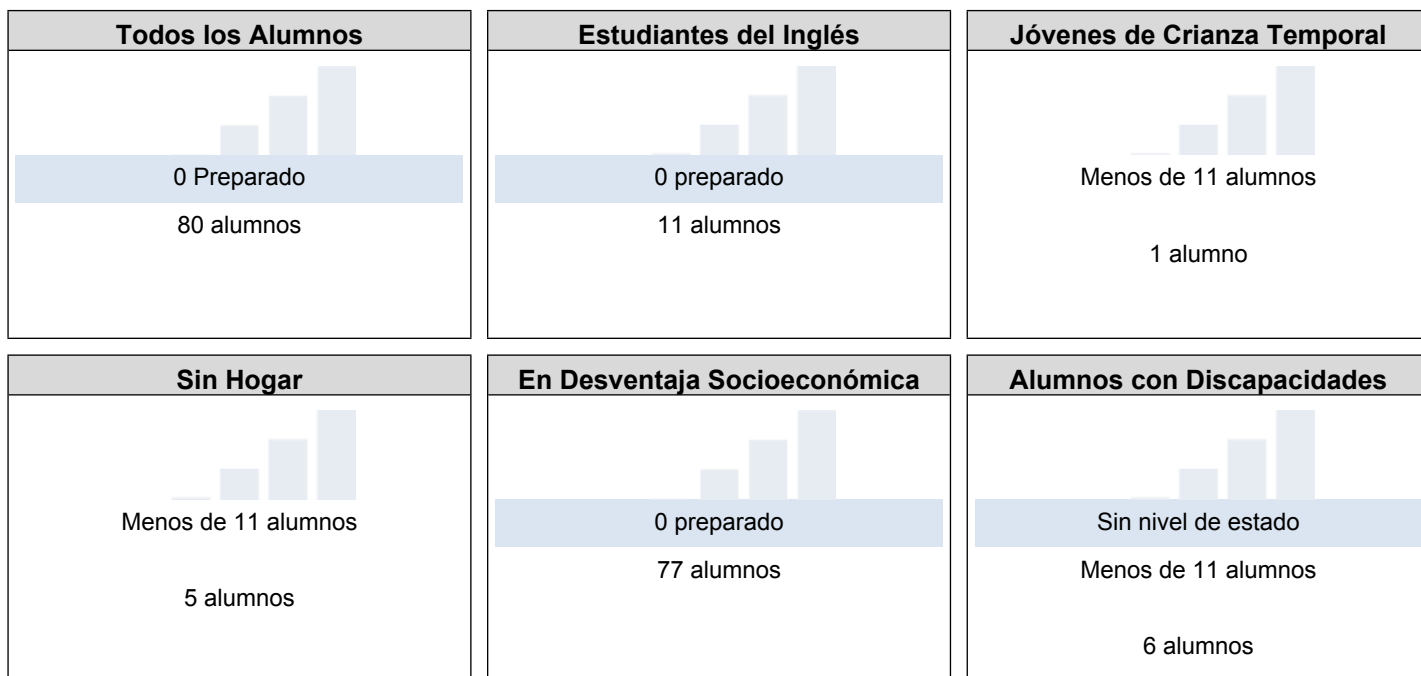 Todos los Alumnos
0 Preparado
80 alumnos
Estudiantes del Inglés
0 preparado
11 alumnos
Jóvenes de Crianza Temporal
Menos de 11 alumnos
1 alumno
Sin Hogar
Menos de 11 alumnos
5 alumnos
En Desventaja Socioeconómica
0 preparado
77 alumnos
Alumnos con Discapacidades
Sin nivel de estado
Menos de 11 alumnos
6 alumnos